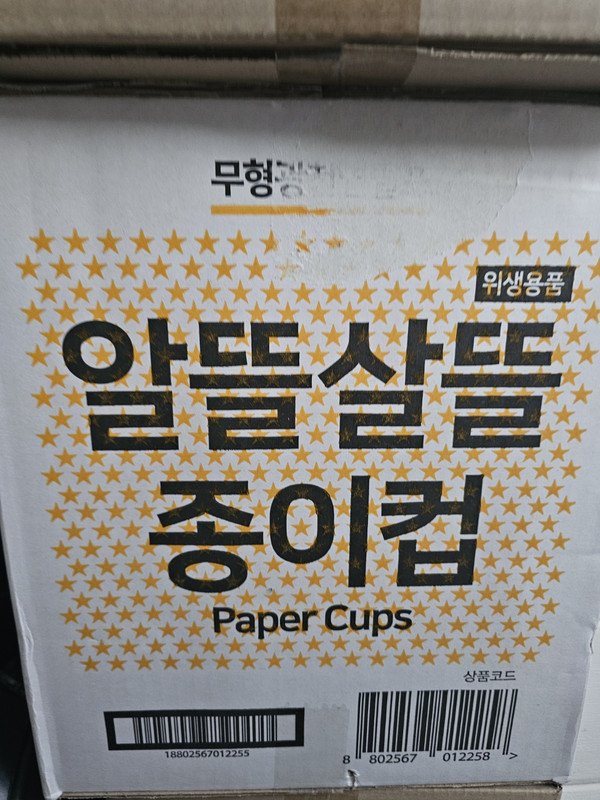 무형
위생용품
알뜰살뜰
종이컵
Paper Cups
상품코드
18802567012255
8 802567 012258 >